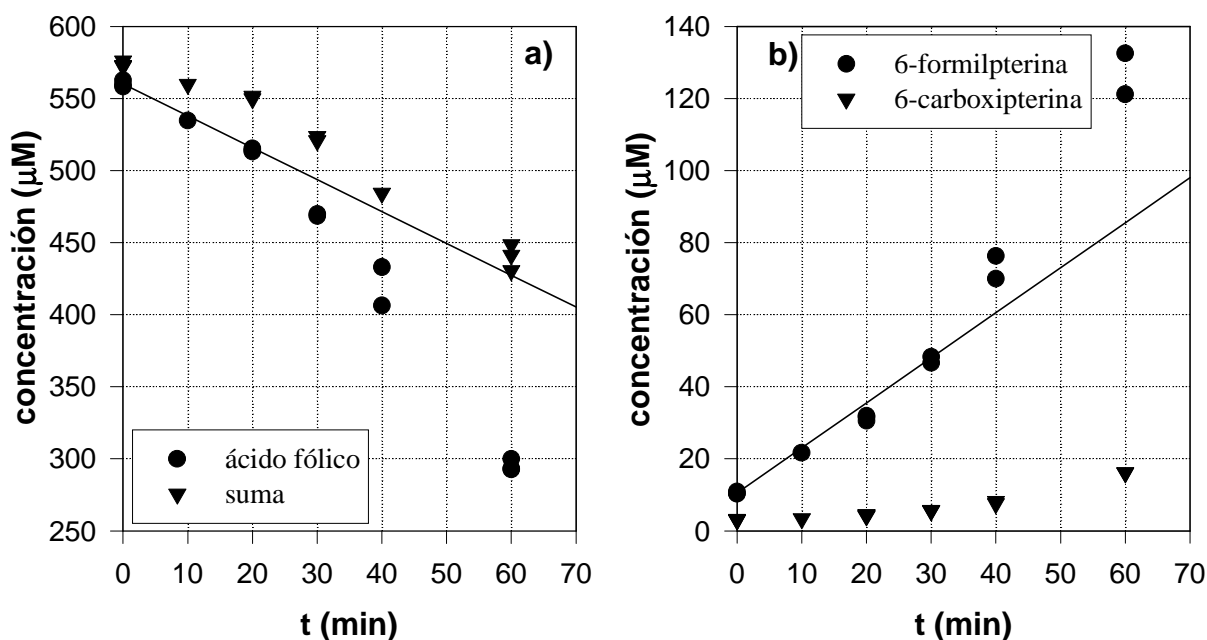 a)
600
550
500
450
400
350
300
250
concentración (μM)
ácido fólico
suma
0 10 20 30 40 50 60 70
t (min)
b)
140
120
100
80
60
40
20
0
concentración (μM)
6-formilpterina
6-carboxipterina
0 10 20 30 40 50 60 70
t (min)